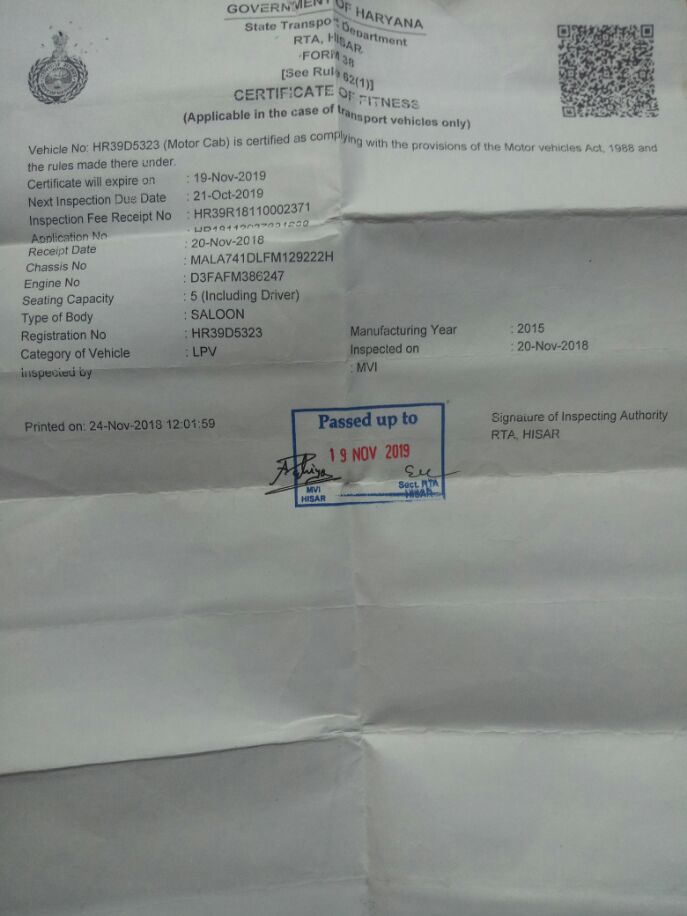 GOVERNMENT OF HARYANA
State Transport Department
RTA, HISAR
FORM 38
[See Rule 62(1)]
CERTIFICATE OF FITNESS
(Applicable in the case of transport vehicles only)
Vehicle No: HR39D5323 (Motor Cab) is certified as complying with the provisions of the Motor vehicles Act, 1988 and
the rules made there under.
Certificate will expire on : 19-Nov-2019
Next Inspection Due Date : 21-Oct-2019
Inspection Fee Receipt No : HR39R18110002371
Application No
Receipt Date : 20-Nov-2018
Chassis No : MALA741DLFM129222H
Engine No : D3FAFM386247
Seating Capacity : 5 (Including Driver)
Type of Body : SALOON
Registration No : HR39D5323 Manufacturing Year : 2015
Category of Vehicle : LPV Inspected on : 20-Nov-2018
Inspected by : MVI
Printed on: 24-Nov-2018 12:01:59
Signature of Inspecting Authority
RTA, HISAR
Passed up to
19 NOV 2019
MVI
HISAR
Sect. RTA
HISAR